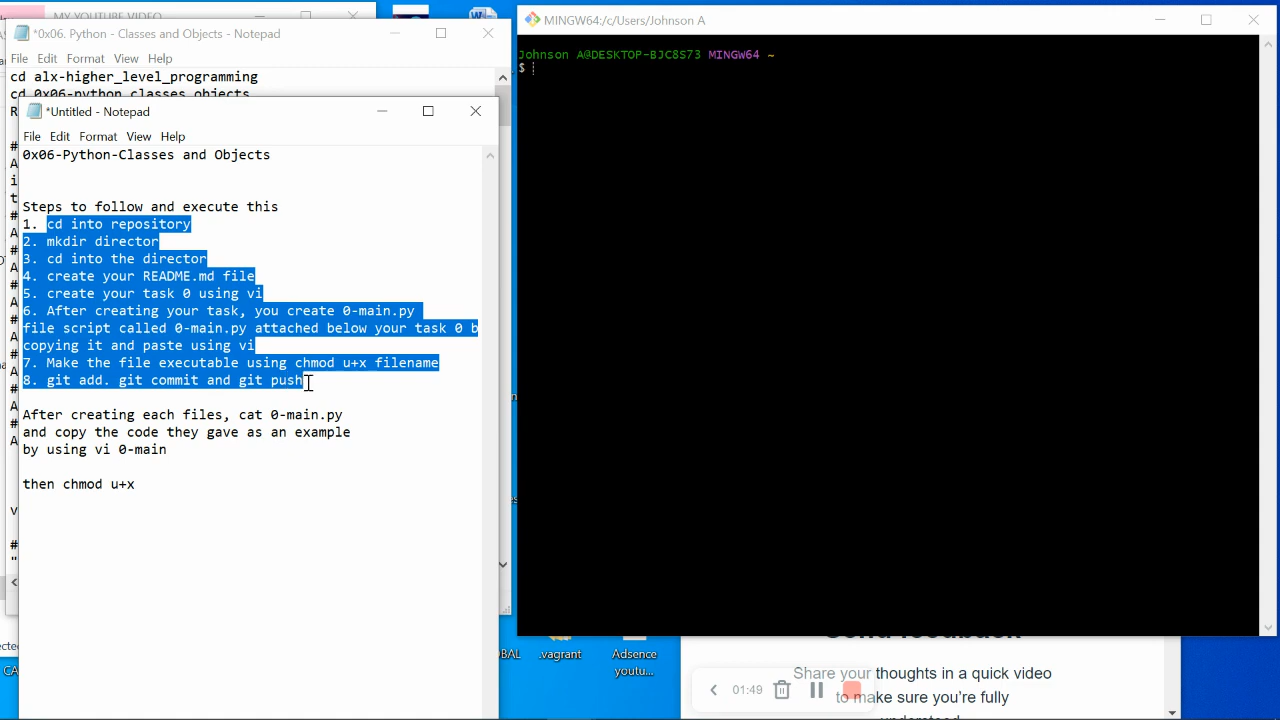 MY YOUTUBE VIDEO
*0x06. Python - Classes and Objects - Notepad
File Edit Format View Help
cd alx-higher_level_programming
cd 0x06-python_classes_objects
*Untitled - Notepad
File Edit Format View Help
0x06-Python-Classes and Objects
Steps to follow and execute this
1. cd into repository
2. mkdir director
3. cd into the director
4. create your README.md file
5. create your task 0 using vi
6. After creating your task, you create 0-main.py
file script called 0-main.py attached below your task 0 b
copying it and paste using vi
7. Make the file executable using chmod u+x filename
8. git add. git commit and git push
After creating each files, cat 0-main.py
and copy the code they gave as an example
by using vi 0-main
then chmod u+x
MINGW64:/c/Users/Johnson A
Johnson A@DESKTOP-BJC8S73 MINGW64 ~
$
.vagrant
Adsence
youtu...
Send feedback
Share your thoughts in a quick video
to make sure you're fully
01:49